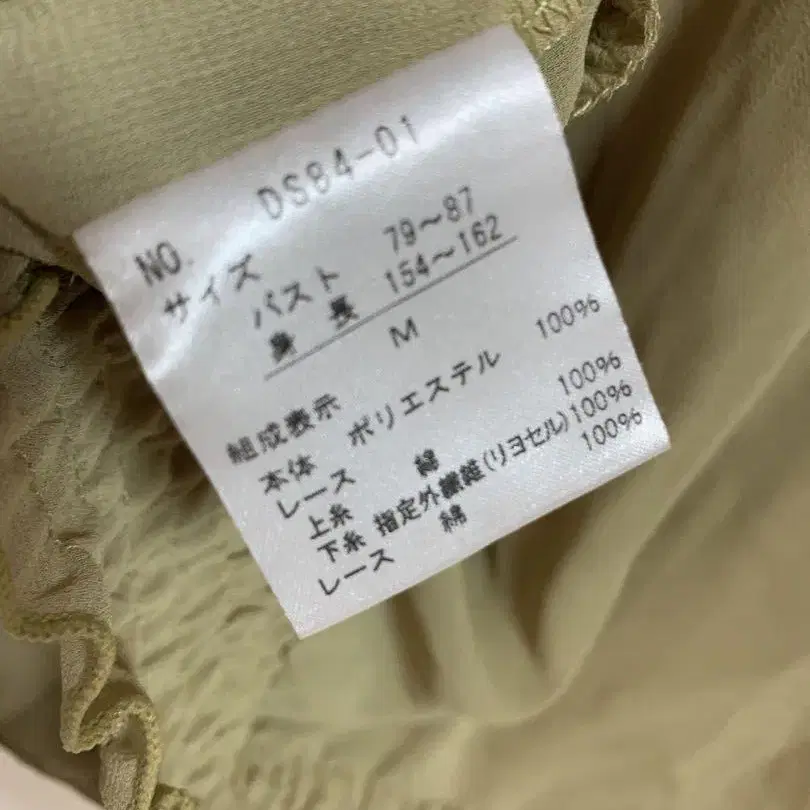 NO. DS84-01
サイズ
バスト 79〜87
身長 154〜162
M
組成表示
本体 ポリエステル 100%
レース
上糸 綿 100%
下糸 指定外繊維(リヨセル)100%
レース 綿 100%